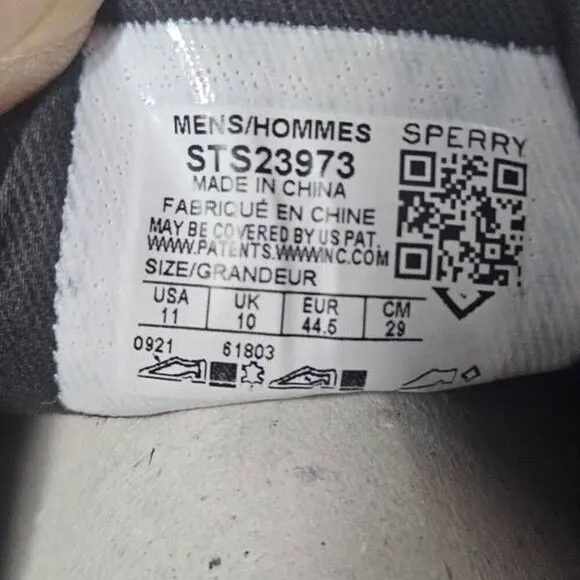 MENS/HOMMES SPERRY
STS23973
MADE IN CHINA
FABRIQUÉ EN CHINE
MAY BE COVERED BY US PAT.
WWW.PATENTS.WWWINC.COM
SIZE/GRANDEUR
USA UK EUR CM
11 10 44.5 29
0921 61803